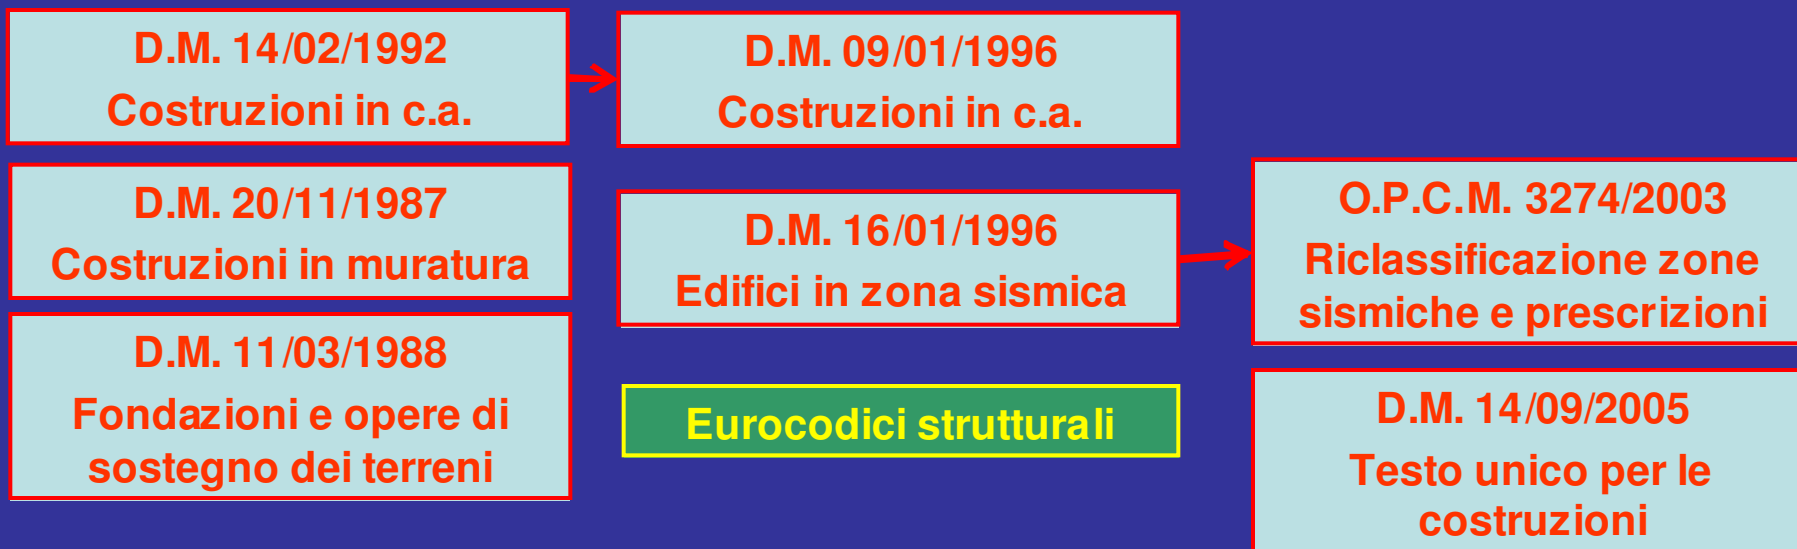 D.M. 14/02/1992
Costruzioni in c.a.
D.M. 20/11/1987
Costruzioni in muratura
D.M. 11/03/1988
Fondazioni e opere di
sostegno dei terreni
D.M. 09/01/1996
Costruzioni in c.a.
D.M. 16/01/1996
Edifici in zona sismica
Eurocodici strutturali
O.P.C.M. 3274/2003
Riclassificazione zone
sismiche e prescrizioni
D.M. 14/09/2005
Testo unico per le
costruzioni